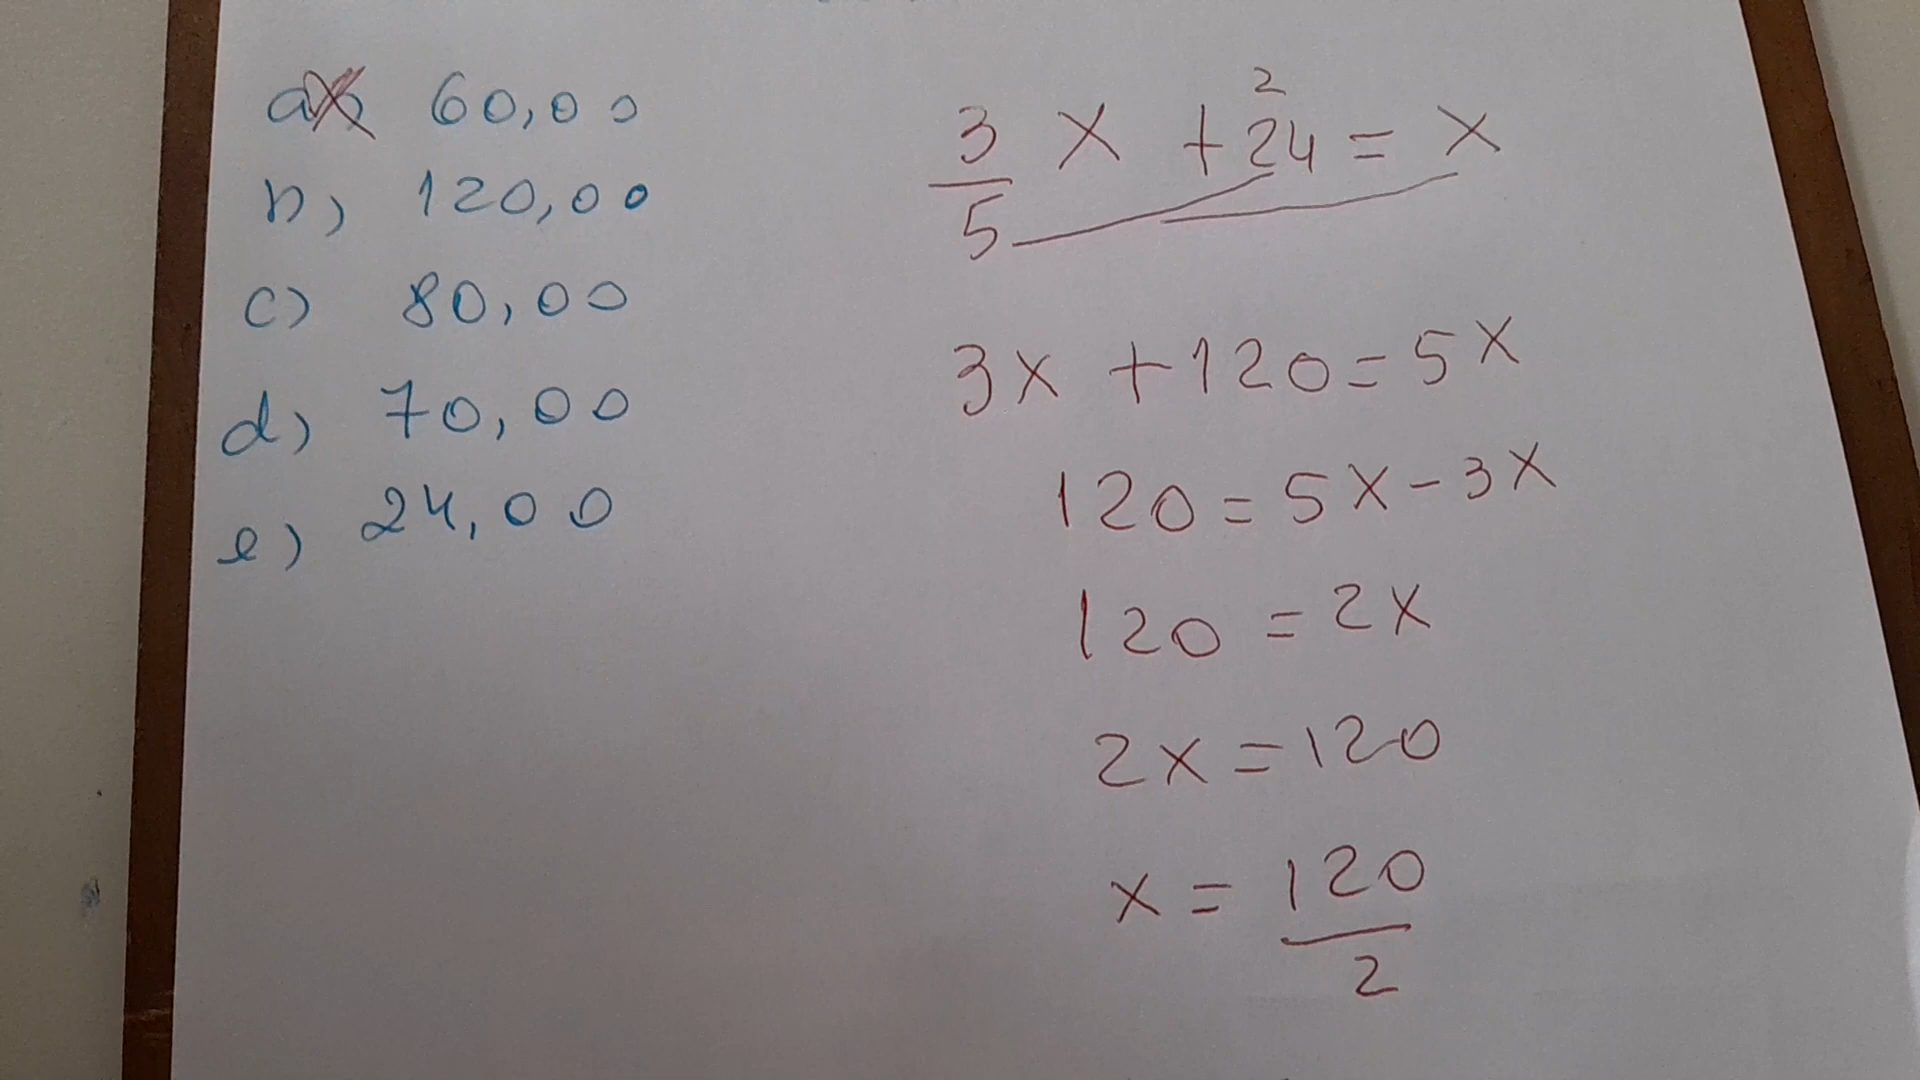 a) 60,00
b) 120,00
c) 80,00
d) 70,00
e) 24,00
2
3/5 x + 24 = x
3x + 120 = 5x
120 = 5x - 3x
120 = 2x
2x = 120
x = 120/2